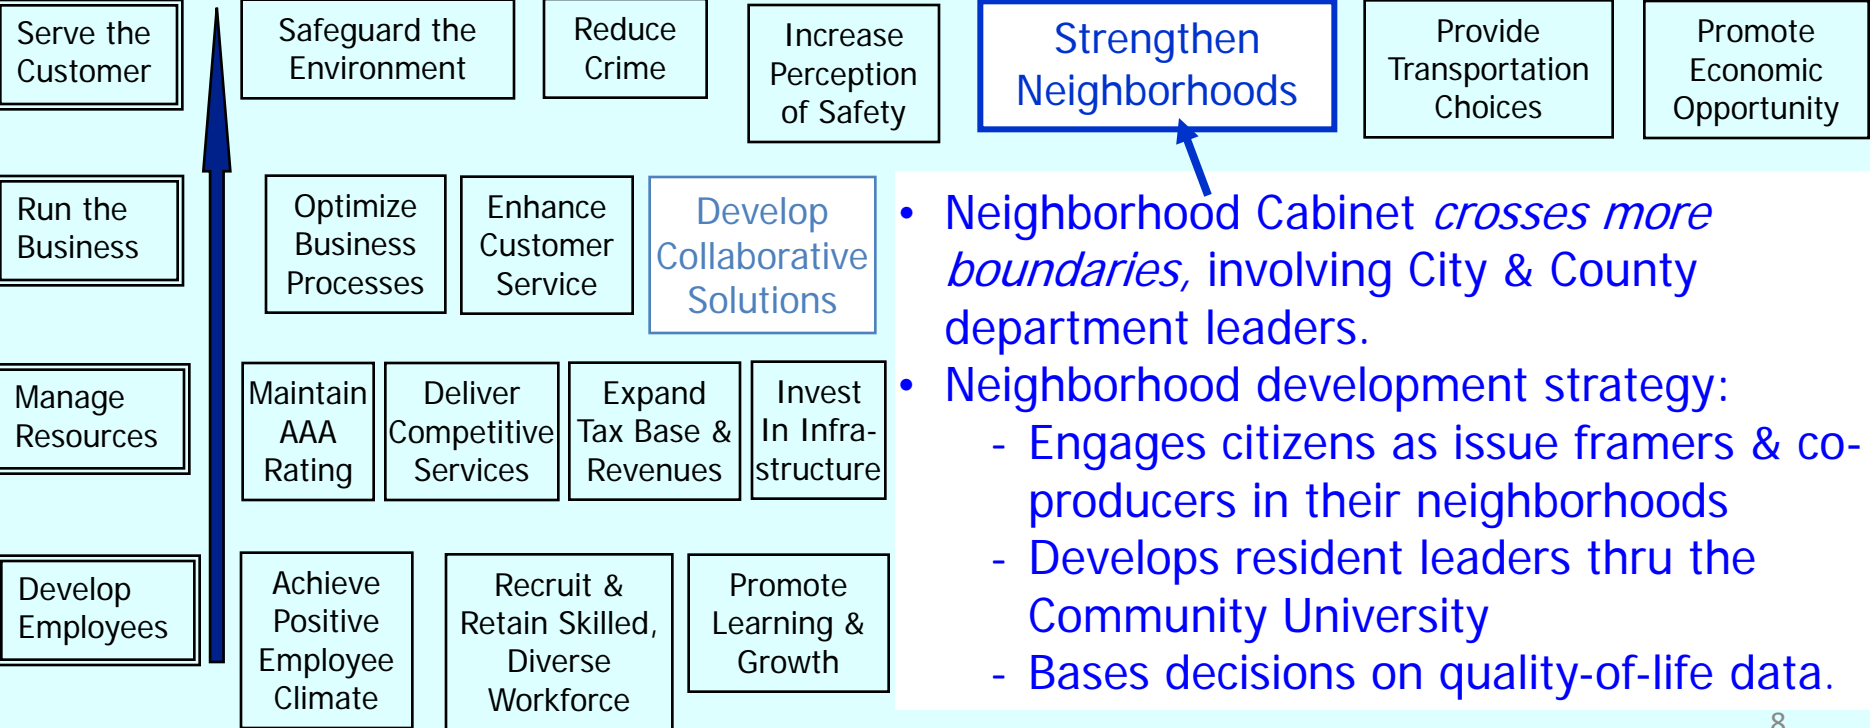 Serve the
Customer
Safeguard the
Environment
Reduce
Crime
Increase
Perception
of Safety
Strengthen
Neighborhoods
Provide
Transportation
Choices
Promote
Economic
Opportunity
Run the
Business
Optimize
Business
Processes
Enhance
Customer
Service
Develop
Collaborative
Solutions
• Neighborhood Cabinet crosses more
boundaries, involving City & County
department leaders.
• Neighborhood development strategy:
- Engages citizens as issue framers & co-
producers in their neighborhoods
- Develops resident leaders thru the
Community University
- Bases decisions on quality-of-life data.
Manage
Resources
Maintain
AAA
Rating
Deliver
Competitive
Services
Expand
Tax Base &
Revenues
Invest
In Infra-
structure
Develop
Employees
Achieve
Positive
Employee
Climate
Recruit &
Retain Skilled,
Diverse
Workforce
Promote
Learning &
Growth
8